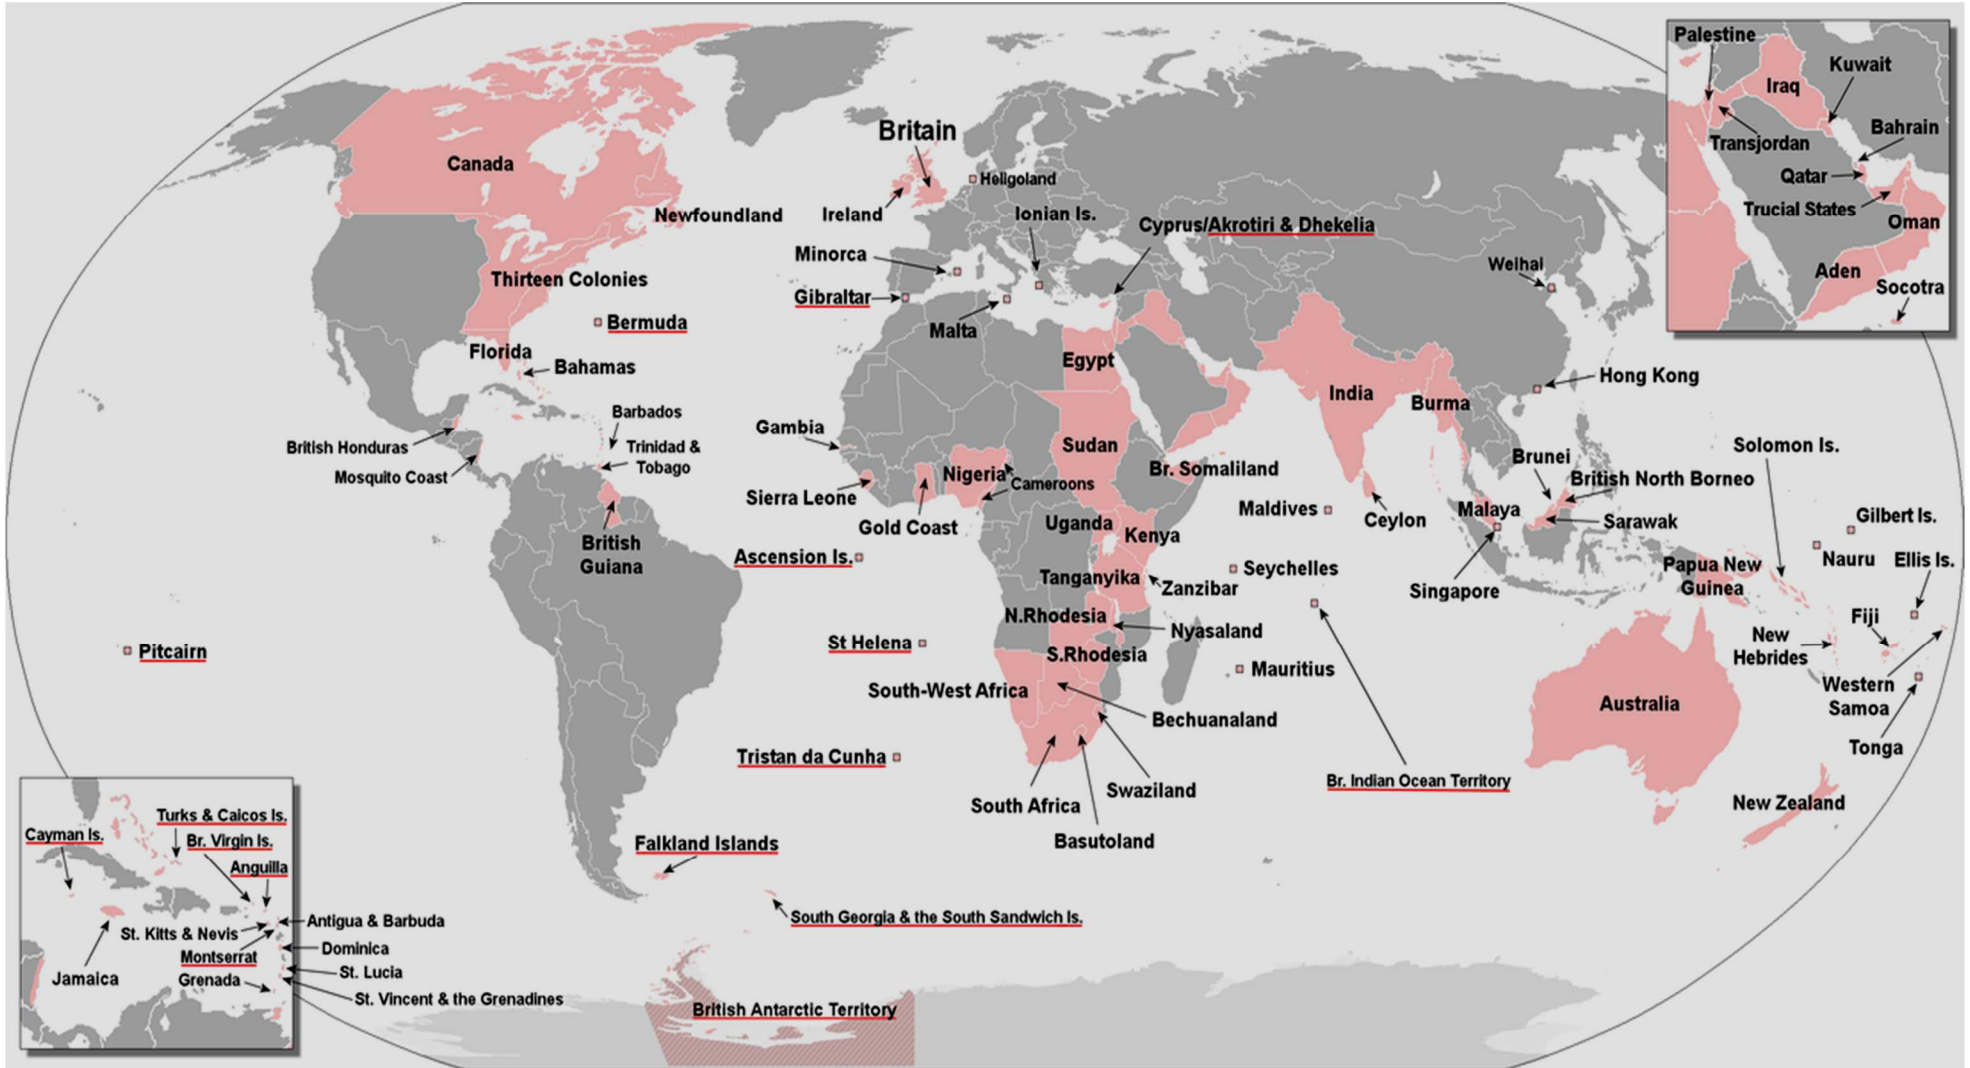 Palestine
Kuwait
Iraq
Bahrain
Transjordan
Qatar
Trucial States
Oman
Aden
Socotra
Britain
Canada
Heligoland
Ireland
Newfoundland
Ionian Is.
Cyprus/Akrotiri & Dhekelia
Minorca
Weihai
Thirteen Colonies
Gibraltar
Bermuda
Malta
Florida
Egypt
Bahamas
Hong Kong
India
Burma
Barbados
Gambia
British Honduras
Trinidad &
Tobago
Sudan
Solomon Is.
Brunei
Mosquito Coast
Nigeria
Br. Somaliland
British North Borneo
Cameroons
Sierra Leone
Maldives
Malaya
Gilbert Is.
Gold Coast
Uganda
Ceylon
Sarawak
Kenya
British
Guiana
Ascension Is.
Nauru
Ellis Is.
Papua New
Guinea
Seychelles
Tanganyika
Zanzibar
Singapore
N.Rhodesia
Fiji
Nyasaland
St Helena
New
Hebrides
Pitcairn
S.Rhodesia
Mauritius
South-West Africa
Western
Samoa
Australia
Bechuanaland
Tonga
Tristan da Cunha
Br. Indian Ocean Territory
Swaziland
South Africa
New Zealand
Basutoland
Falkland Islands
South Georgia & the South Sandwich Is.
British Antarctic Territory
Turks & Caicos Is.
Cayman Is.
Br. Virgin Is.
Anguilla
Antigua & Barbuda
St. Kitts & Nevis
Dominica
Montserrat
St. Lucia
Jamaica
Grenada
St. Vincent & the Grenadines